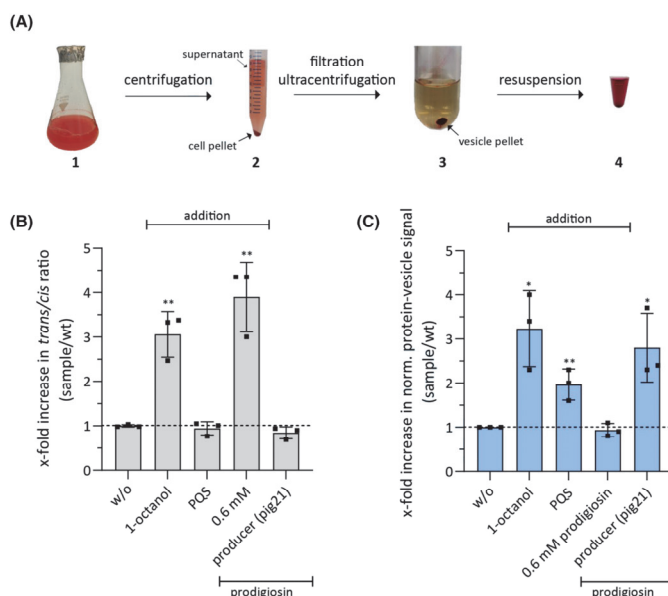 (A)
centrifugation
supernatant
cell pellet
filtration
ultracentrifugation
vesicle pellet
resuspension
1
2
3
4
(B)
addition
x-fold increase in trans/cis ratio
(sample/wt)
5
4
3
2
1
0
**
**
w/o
1-octanol
PQS
0.6 mM
producer (pig21)
prodigiosin
(C)
addition
x-fold increase in norm. protein-vesicle signal
(sample/wt)
5
4
3
2
1
0
*
**
*
w/o
1-octanol
PQS
0.6 mM prodigiosin
producer (pig21)
prodigiosin